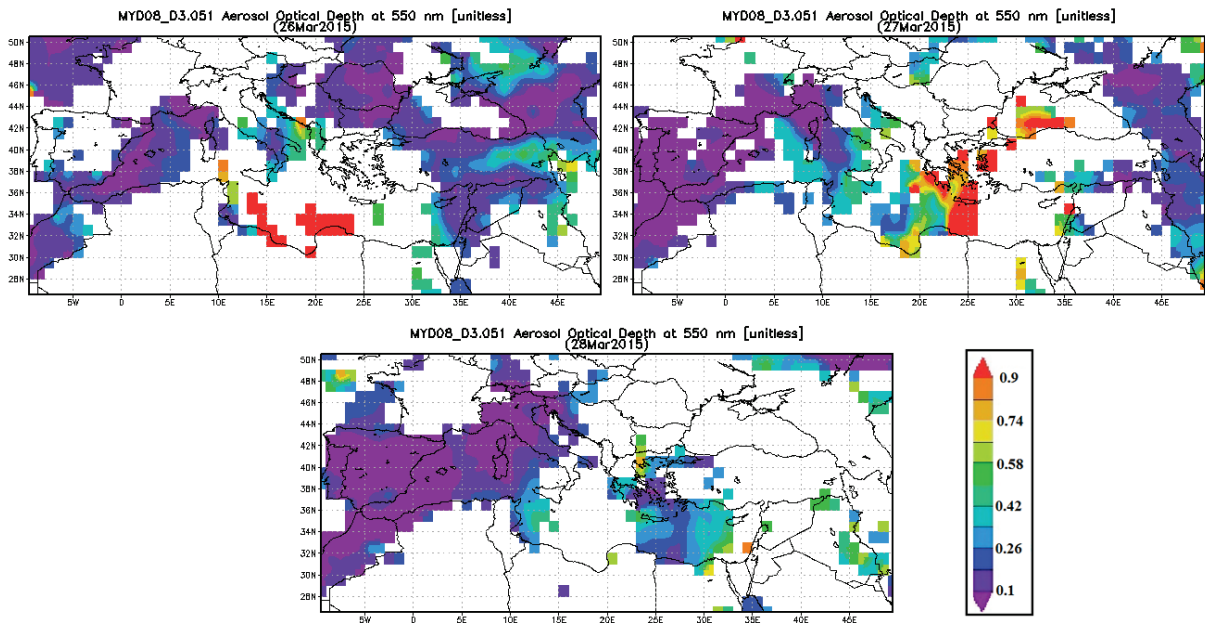 MYD08_D3.051 Aerosol Optical Depth at 550 nm [unitless]
(26Mar2015)
50N
48N
46N
44N
42N
40N
38N
36N
34N
32N
30N
28N
5W 0 5E 10E 15E 20E 25E 30E 35E 40E 45E
MYD08_D3.051 Aerosol Optical Depth at 550 nm [unitless]
(27Mar2015)
50N
48N
46N
44N
42N
40N
38N
36N
34N
32N
30N
28N
5W 0 5E 10E 15E 20E 25E 30E 35E 40E 45E
MYD08_D3.051 Aerosol Optical Depth at 550 nm [unitless]
(28Mar2015)
50N
48N
46N
44N
42N
40N
38N
36N
34N
32N
30N
28N
5W 0 5E 10E 15E 20E 25E 30E 35E 40E 45E
0.9
0.74
0.58
0.42
0.26
0.1